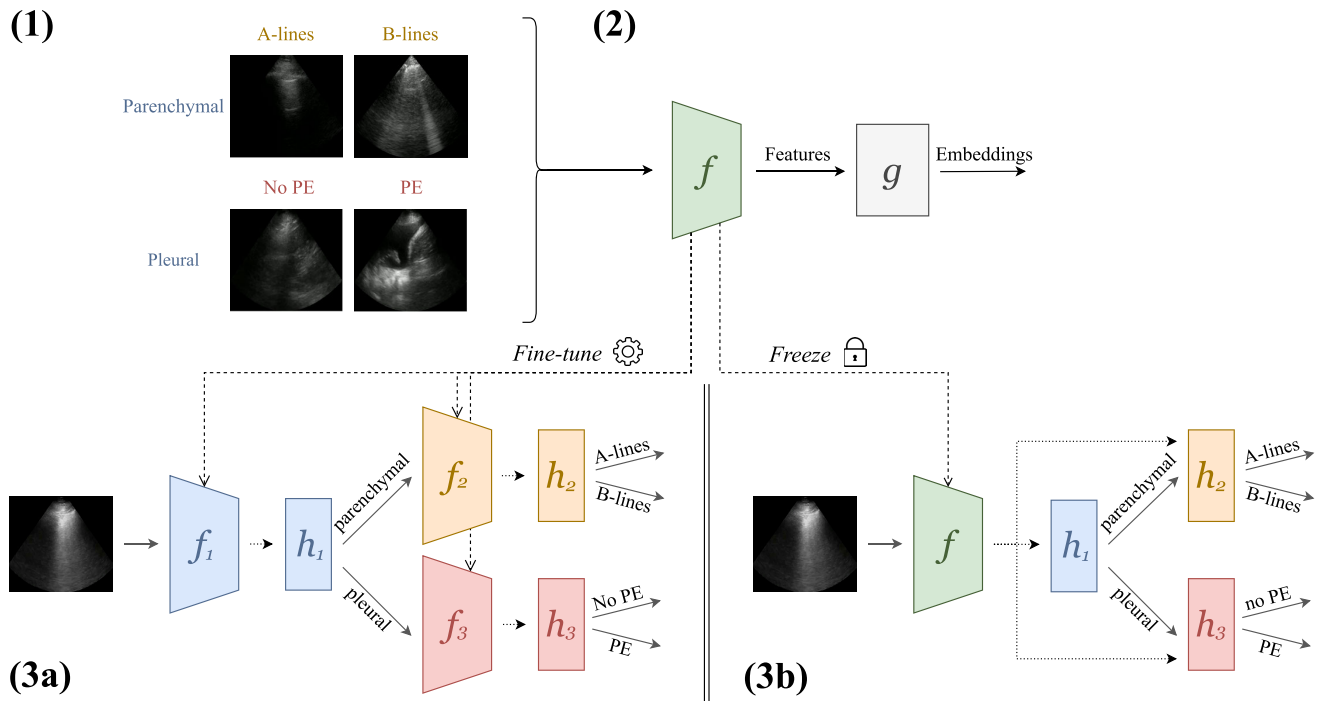 (1)
(2)
A-lines
B-lines
Parenchymal
No PE
PE
Pleural
f
Features
g
Embeddings
Fine-tune
Freeze
f₁
h₁
parenchymal
pleural
f₂
h₂
A-lines
B-lines
f₃
h₃
No PE
PE
(3a)
f
h₁
parenchymal
pleural
h₂
A-lines
B-lines
h₃
no PE
PE
(3b)